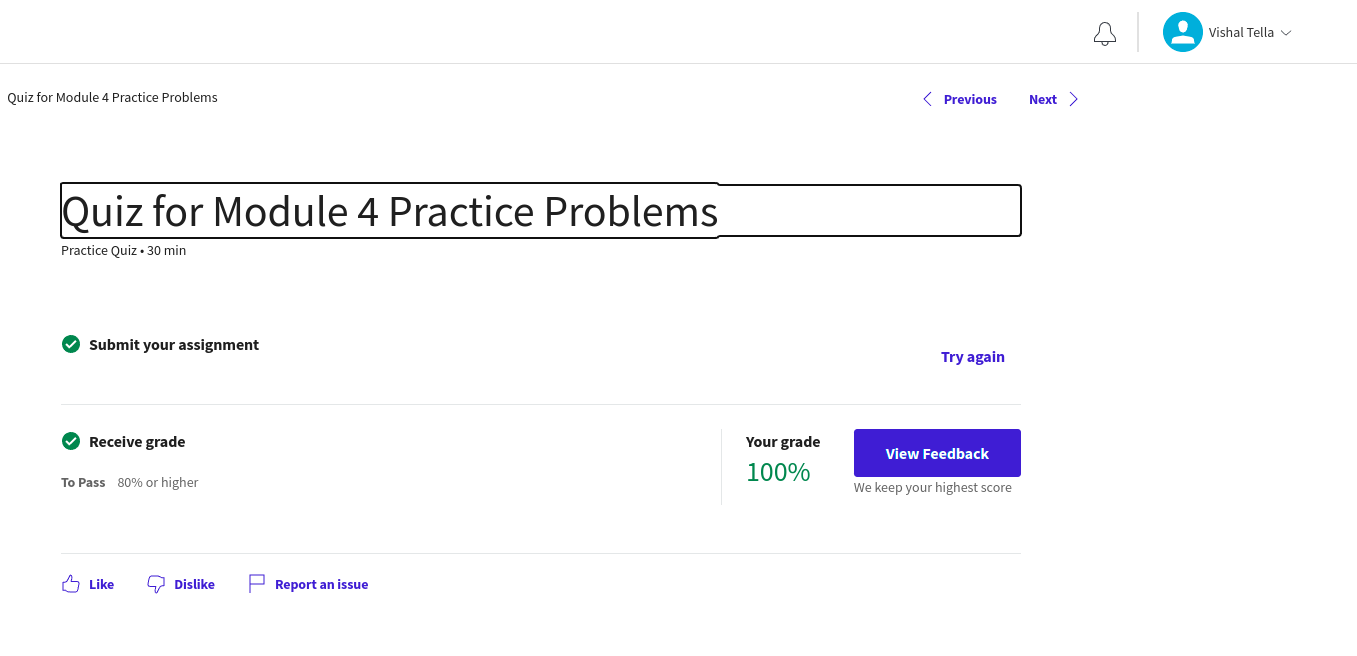 Vishal Tella
Quiz for Module 4 Practice Problems
Previous
Next
Quiz for Module 4 Practice Problems
Practice Quiz • 30 min
Submit your assignment
Try again
Receive grade
To Pass 80% or higher
Your grade
100%
View Feedback
We keep your highest score
Like
Dislike
Report an issue